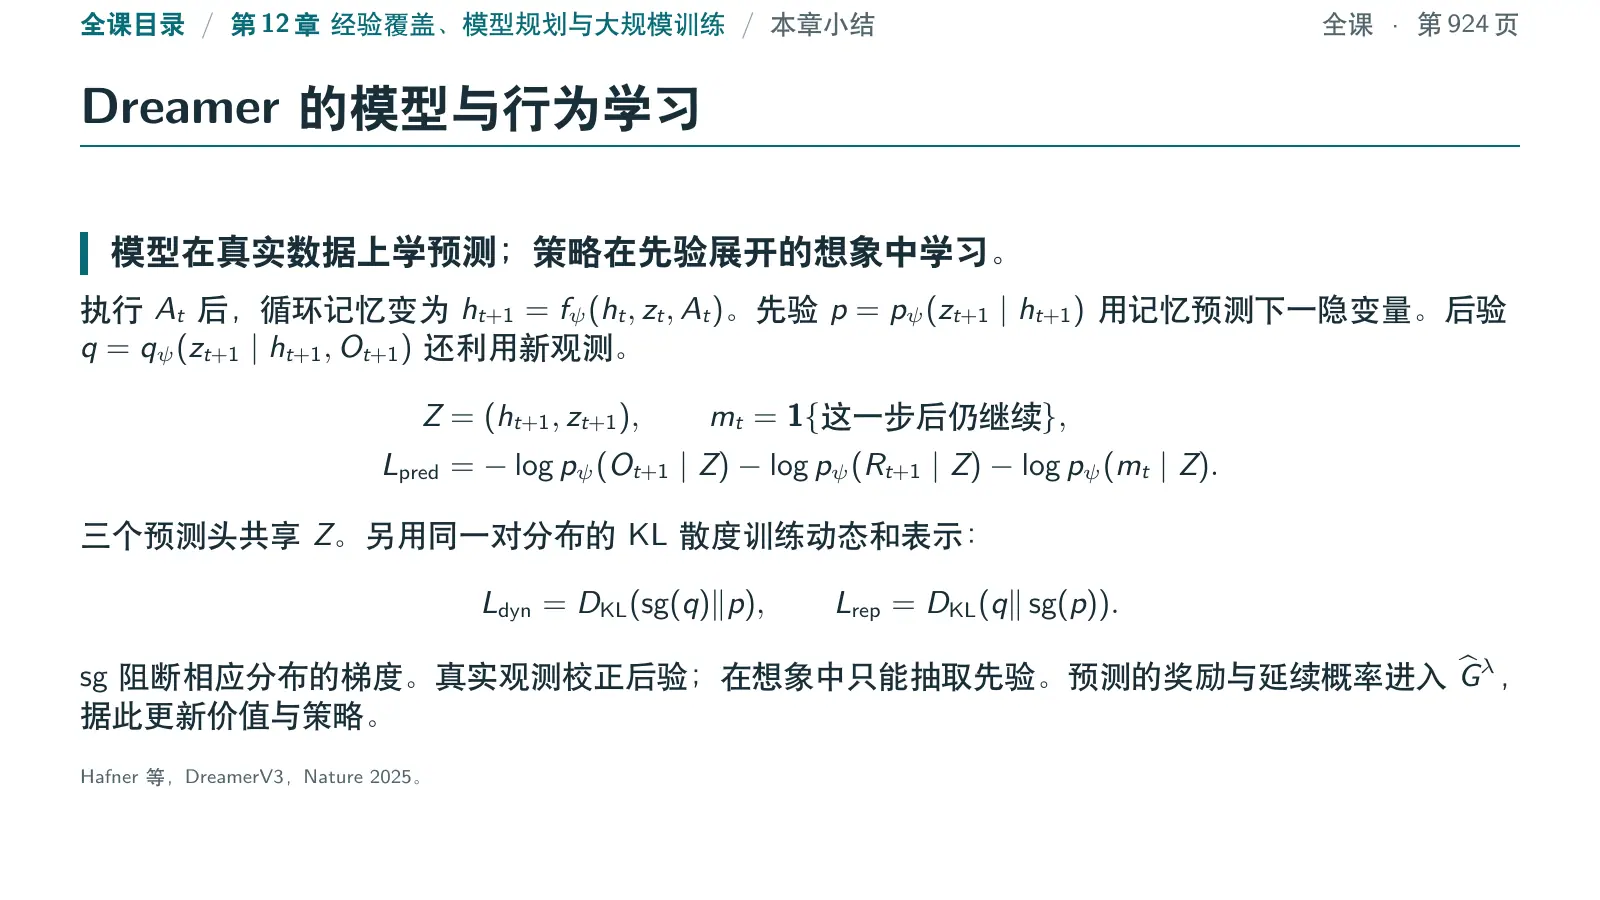 全课目录 / 第 12 章 经验覆盖、模型规划与大规模训练 / 本章小结 全课 · 第 924 页
Dreamer 的模型与行为学习
模型在真实数据上学预测；策略在先验展开的想象中学习。
执行 A_t 后，循环记忆变为 h_{t+1} = f_ψ(h_t, z_t, A_t)。先验 p = p_ψ(z_{t+1} | h_{t+1}) 用记忆预测下一隐变量。后验
q = q_ψ(z_{t+1} | h_{t+1}, O_{t+1}) 还利用新观测。
Z = (h_{t+1}, z_{t+1}), m_t = 1{这一步后仍继续},
L_pred = − log p_ψ(O_{t+1} | Z) − log p_ψ(R_{t+1} | Z) − log p_ψ(m_t | Z).
三个预测头共享 Z。另用同一对分布的 KL 散度训练动态和表示：
L_dyn = D_KL(sg(q)‖p), L_rep = D_KL(q‖ sg(p)).
sg 阻断相应分布的梯度。真实观测校正后验；在想象中只能抽取先验。预测的奖励与延续概率进入 Ĝ^λ，
据此更新价值与策略。
Hafner 等，DreamerV3，Nature 2025。